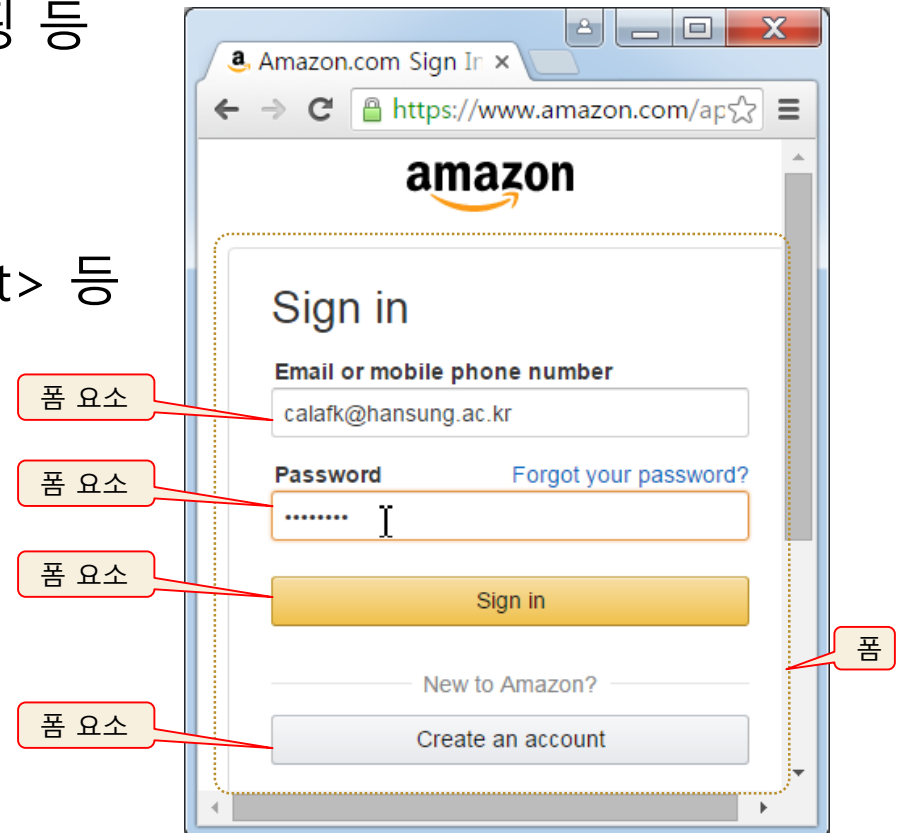 등
Amazon.com Sign In
https://www.amazon.com/ap
amazon
t> 등
Sign in
Email or mobile phone number
폼 요소
calafk@hansung.ac.kr
Password Forgot your password?
폼 요소
폼 요소
Sign in
폼
New to Amazon?
폼 요소
Create an account